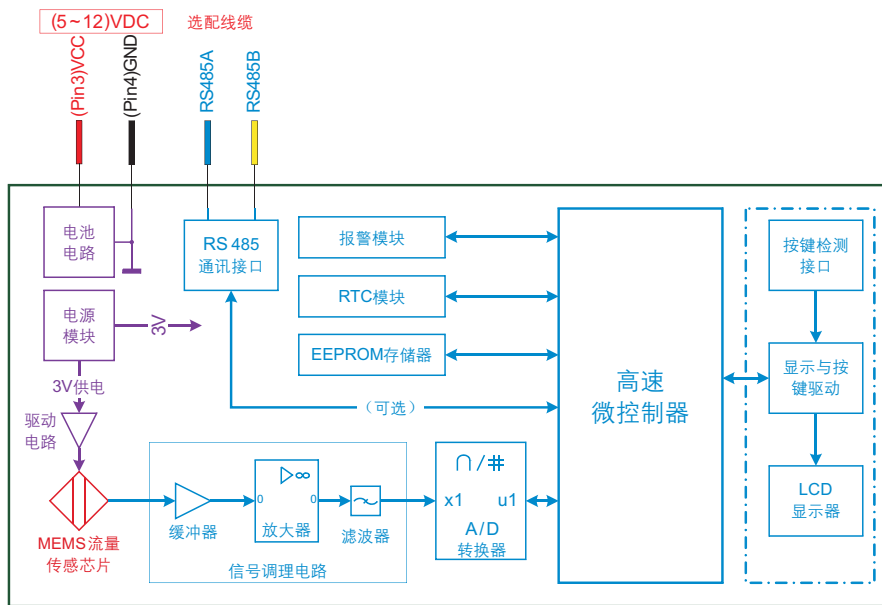 (5~12)VDC
选配线缆
(Pin3)VCC
(Pin4)GND
RS485A
RS485B
电池
电路
RS 485
通讯接口
报警模块
按键检测
接口
电源
模块
3V
RTC模块
EEPROM存储器
高速
微控制器
显示与按
键驱动
3V供电
(可选)
驱动
电路
MEMS流量
传感芯片
缓冲器
▷∞
0
0
放大器
滤波器
信号调理电路
∩/#
x1
u1
A/D
转换器
LCD
显示器